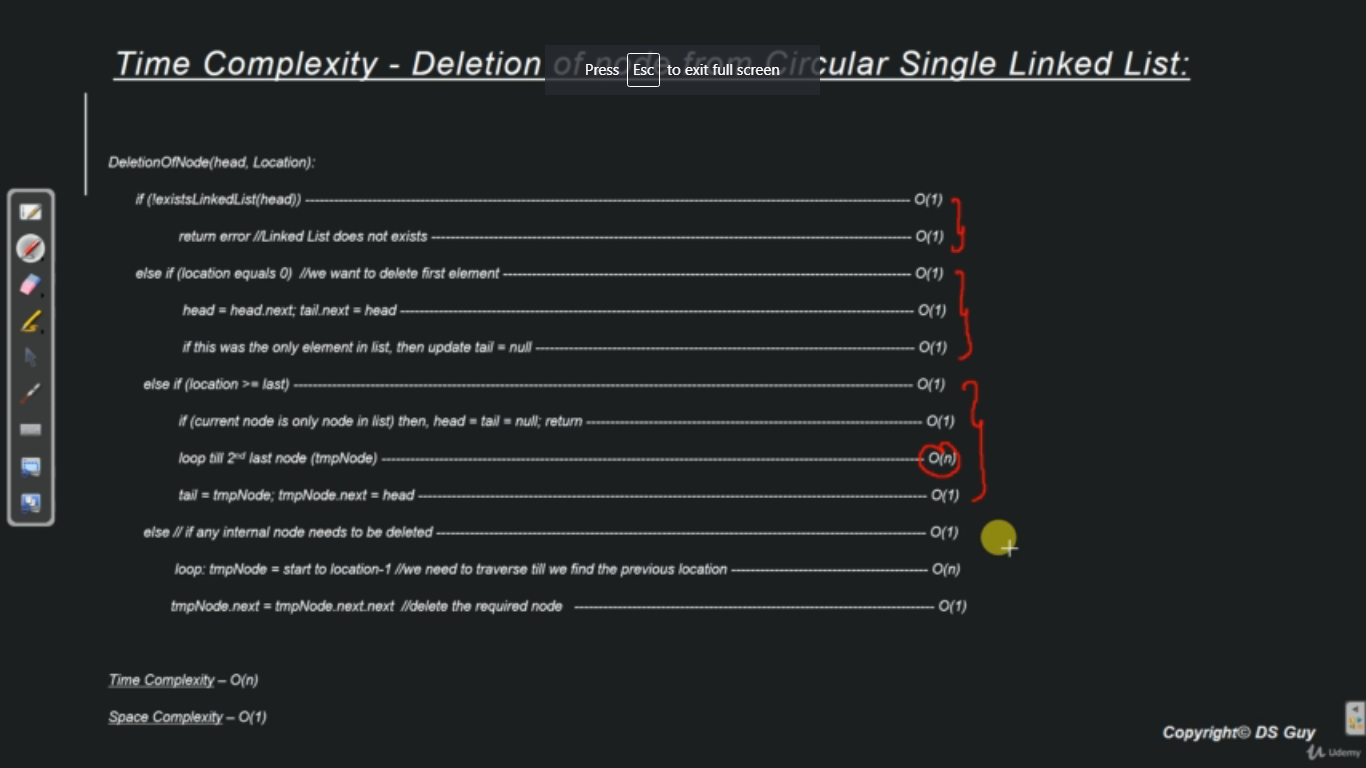 Time Complexity - Deletion of node from Circular Single Linked List:
Press Esc to exit full screen
DeletionOfNode(head, Location):
if (!existsLinkedList(head)) ---------- O(1)
return error //Linked List does not exists ---------- O(1)
else if (location equals 0) //we want to delete first element ---------- O(1)
head = head.next; tail.next = head ---------- O(1)
if this was the only element in list, then update tail = null ---------- O(1)
else if (location >= last) ---------- O(1)
if (current node is only node in list) then, head = tail = null; return ---------- O(1)
loop till 2nd last node (tmpNode) ---------- O(n)
tail = tmpNode; tmpNode.next = head ---------- O(1)
else // if any internal node needs to be deleted ---------- O(1)
loop: tmpNode = start to location-1 //we need to traverse till we find the previous location ---------- O(n)
tmpNode.next = tmpNode.next.next //delete the required node ---------- O(1)
Time Complexity – O(n)
Space Complexity – O(1)
Copyright© DS Guy
Udemy